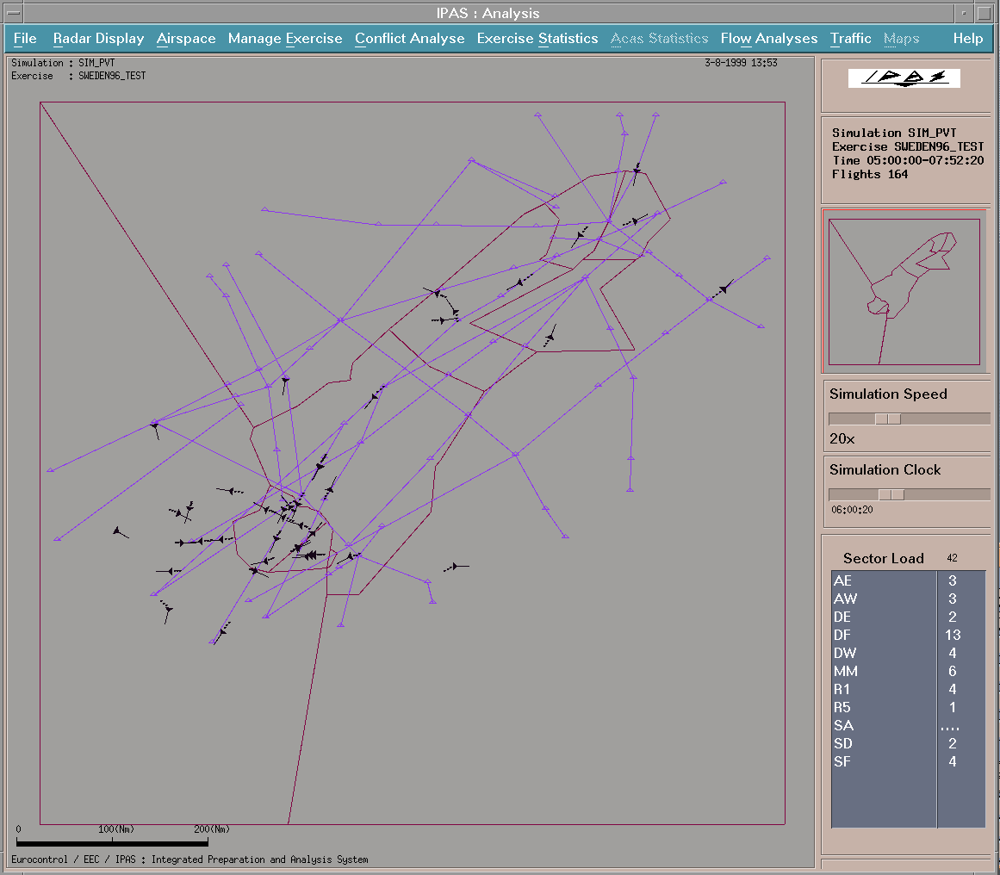 IPAS : Analysis
File Radar Display Airspace Manage Exercise Conflict Analyse Exercise Statistics Acas Statistics Flow Analyses Traffic Maps Help
Simulation : SIM_PVT 3-8-1999 13:53
Exercise : SWEDEN96_TEST
IPAS
Simulation SIM_PVT
Exercise SWEDEN96_TEST
Time 05:00:00-07:52:20
Flights 164
Simulation Speed
20x
Simulation Clock
06:00:20
Sector Load 42
AE 3
AW 3
DE 2
DF 13
DW 4
MM 6
R1 4
R5 1
SA ....
SD 2
SF 4
0 100(Nm) 200(Nm)
Eurocontrol / EEC / IPAS : Integrated Preparation and Analysis System